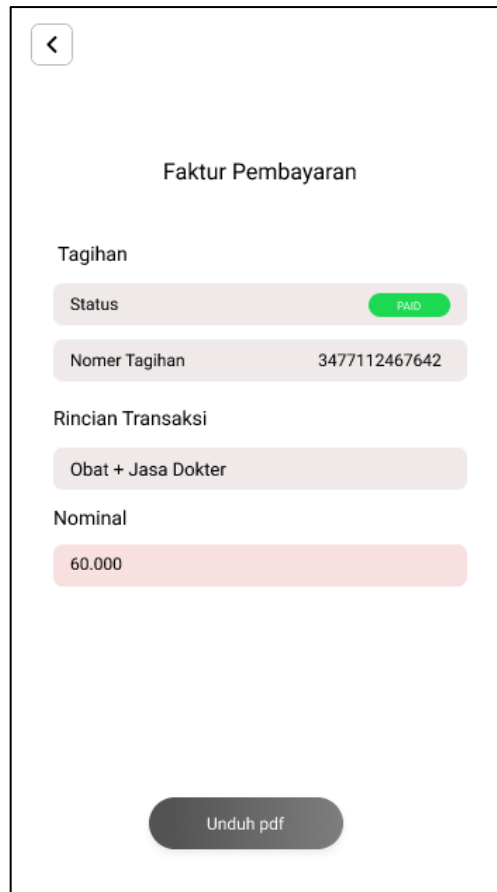 Faktur Pembayaran
Tagihan
Status PAID
Nomer Tagihan 3477112467642
Rincian Transaksi
Obat + Jasa Dokter
Nominal
60.000
Unduh pdf